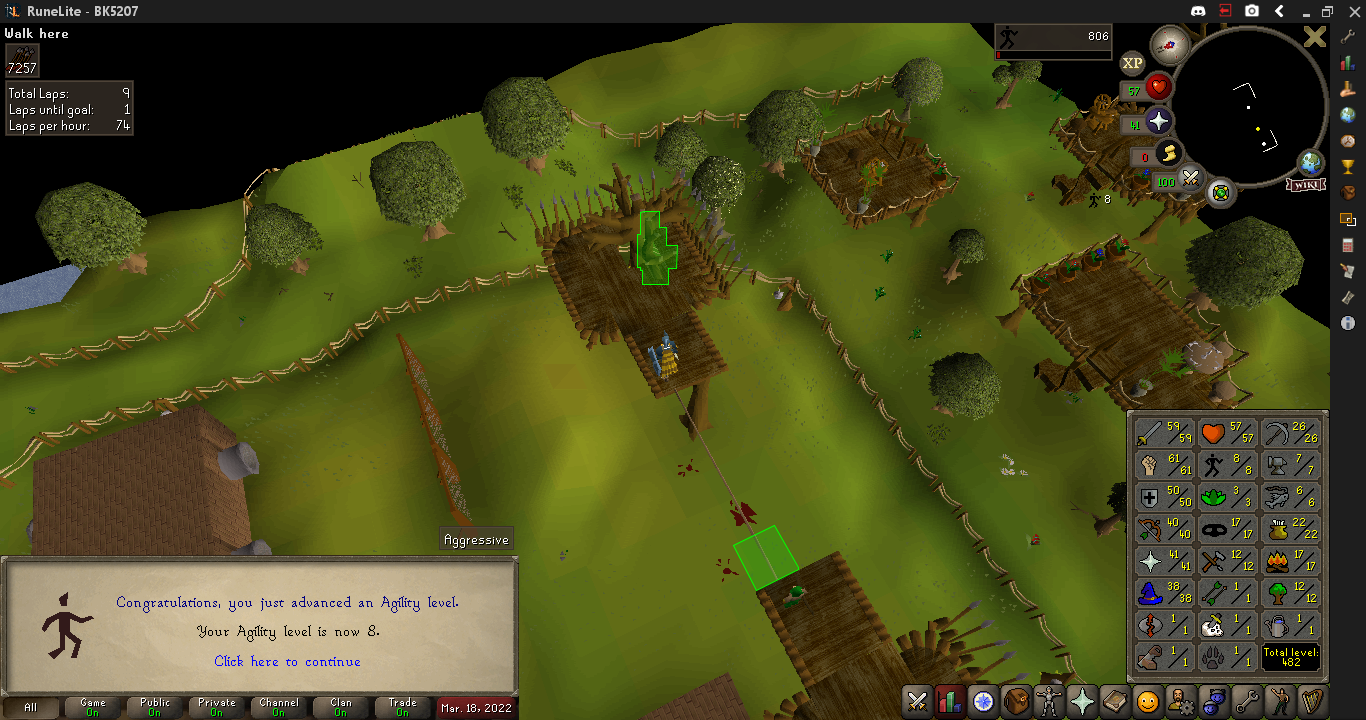 RuneLite - BK5207
Walk here
7257
Total Laps: 9
Laps until goal: 1
Laps per hour: 74
806
XP
57
41
0
100
WIKI
8
Aggressive
Congratulations, you just advanced an Agility level.
Your Agility level is now 8.
Click here to continue
59/59 57/57 26/26
61/61 8/8 7/7
50/50 3/3 6/6
40/40 17/17 22/22
41/41 12/12 17/17
38/38 1/1 12/12
1/1 1/1 1/1
1/1 1/1 Total level: 482
All
Game On
Public On
Private On
Channel On
Clan On
Trade On
Mar. 18, 2022